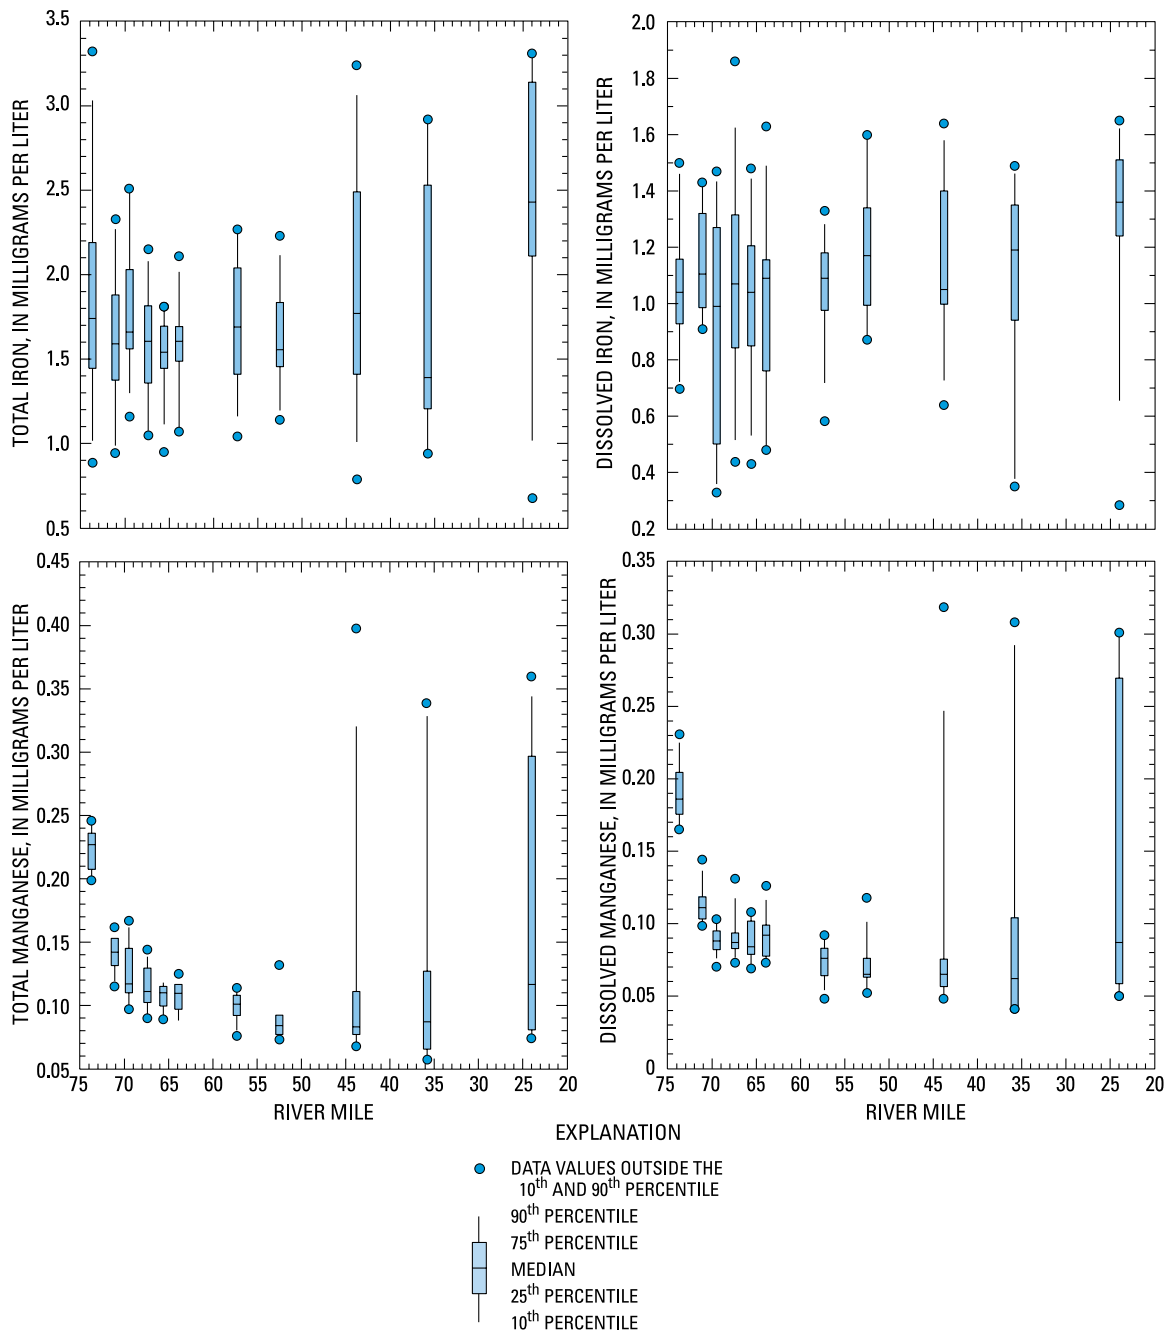 TOTAL IRON, IN MILLIGRAMS PER LITER
3.5
3.0
2.5
2.0
1.5
1.0
0.5
DISSOLVED IRON, IN MILLIGRAMS PER LITER
2.0
1.8
1.6
1.4
1.2
1.0
0.8
0.6
0.4
0.2
TOTAL MANGANESE, IN MILLIGRAMS PER LITER
0.45
0.40
0.35
0.30
0.25
0.20
0.15
0.10
0.05
75 70 65 60 55 50 45 40 35 30 25 20
RIVER MILE
DISSOLVED MANGANESE, IN MILLIGRAMS PER LITER
0.35
0.30
0.25
0.20
0.15
0.10
0.05
0
75 70 65 60 55 50 45 40 35 30 25 20
RIVER MILE
EXPLANATION
DATA VALUES OUTSIDE THE
10th AND 90th PERCENTILE
90th PERCENTILE
75th PERCENTILE
MEDIAN
25th PERCENTILE
10th PERCENTILE